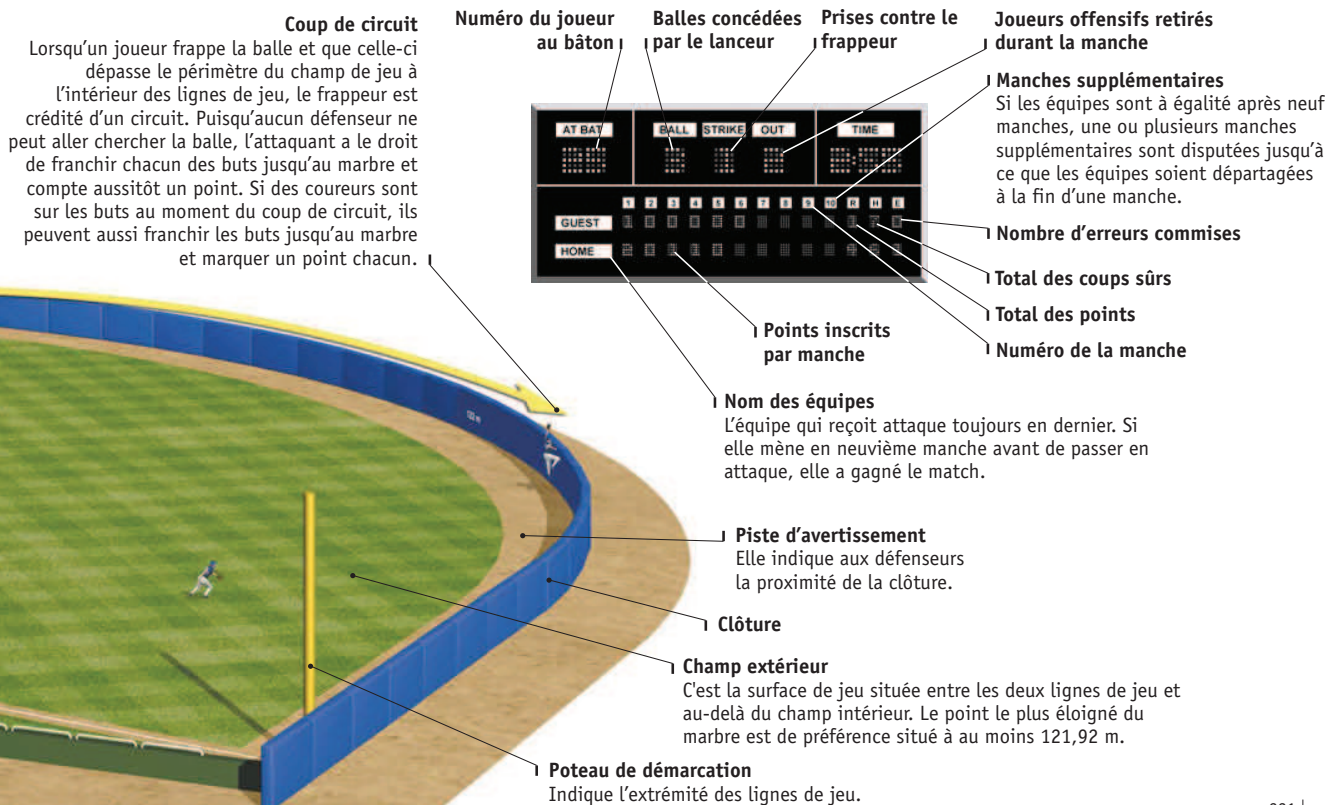 Coup de circuit
Lorsqu'un joueur frappe la balle et que celle-ci
dépasse le périmètre du champ de jeu à
l'intérieur des lignes de jeu, le frappeur est
crédité d'un circuit. Puisqu'aucun défenseur ne
peut aller chercher la balle, l'attaquant a le droit
de franchir chacun des buts jusqu'au marbre et
compte aussitôt un point. Si des coureurs sont
sur les buts au moment du coup de circuit, ils
peuvent aussi franchir les buts jusqu'au marbre
et marquer un point chacun.
Numéro du joueur
au bâton
Balles concédées
par le lanceur
Prises contre le
frappeur
Joueurs offensifs retirés
durant la manche
Manches supplémentaires
Si les équipes sont à égalité après neuf
manches, une ou plusieurs manches
supplémentaires sont disputées jusqu'à
ce que les équipes soient départagées
à la fin d'une manche.
AT BAT BALL STRIKE OUT TIME
1 2 3 4 5 6 7 8 9 10 R H E
GUEST
HOME
Nombre d'erreurs commises
Total des coups sûrs
Total des points
Numéro de la manche
Points inscrits
par manche
Nom des équipes
L'équipe qui reçoit attaque toujours en dernier. Si
elle mène en neuvième manche avant de passer en
attaque, elle a gagné le match.
Piste d'avertissement
Elle indique aux défenseurs
la proximité de la clôture.
Clôture
Champ extérieur
C'est la surface de jeu située entre les deux lignes de jeu et
au-delà du champ intérieur. Le point le plus éloigné du
marbre est de préférence situé à au moins 121,92 m.
Poteau de démarcation
Indique l'extrémité des lignes de jeu.